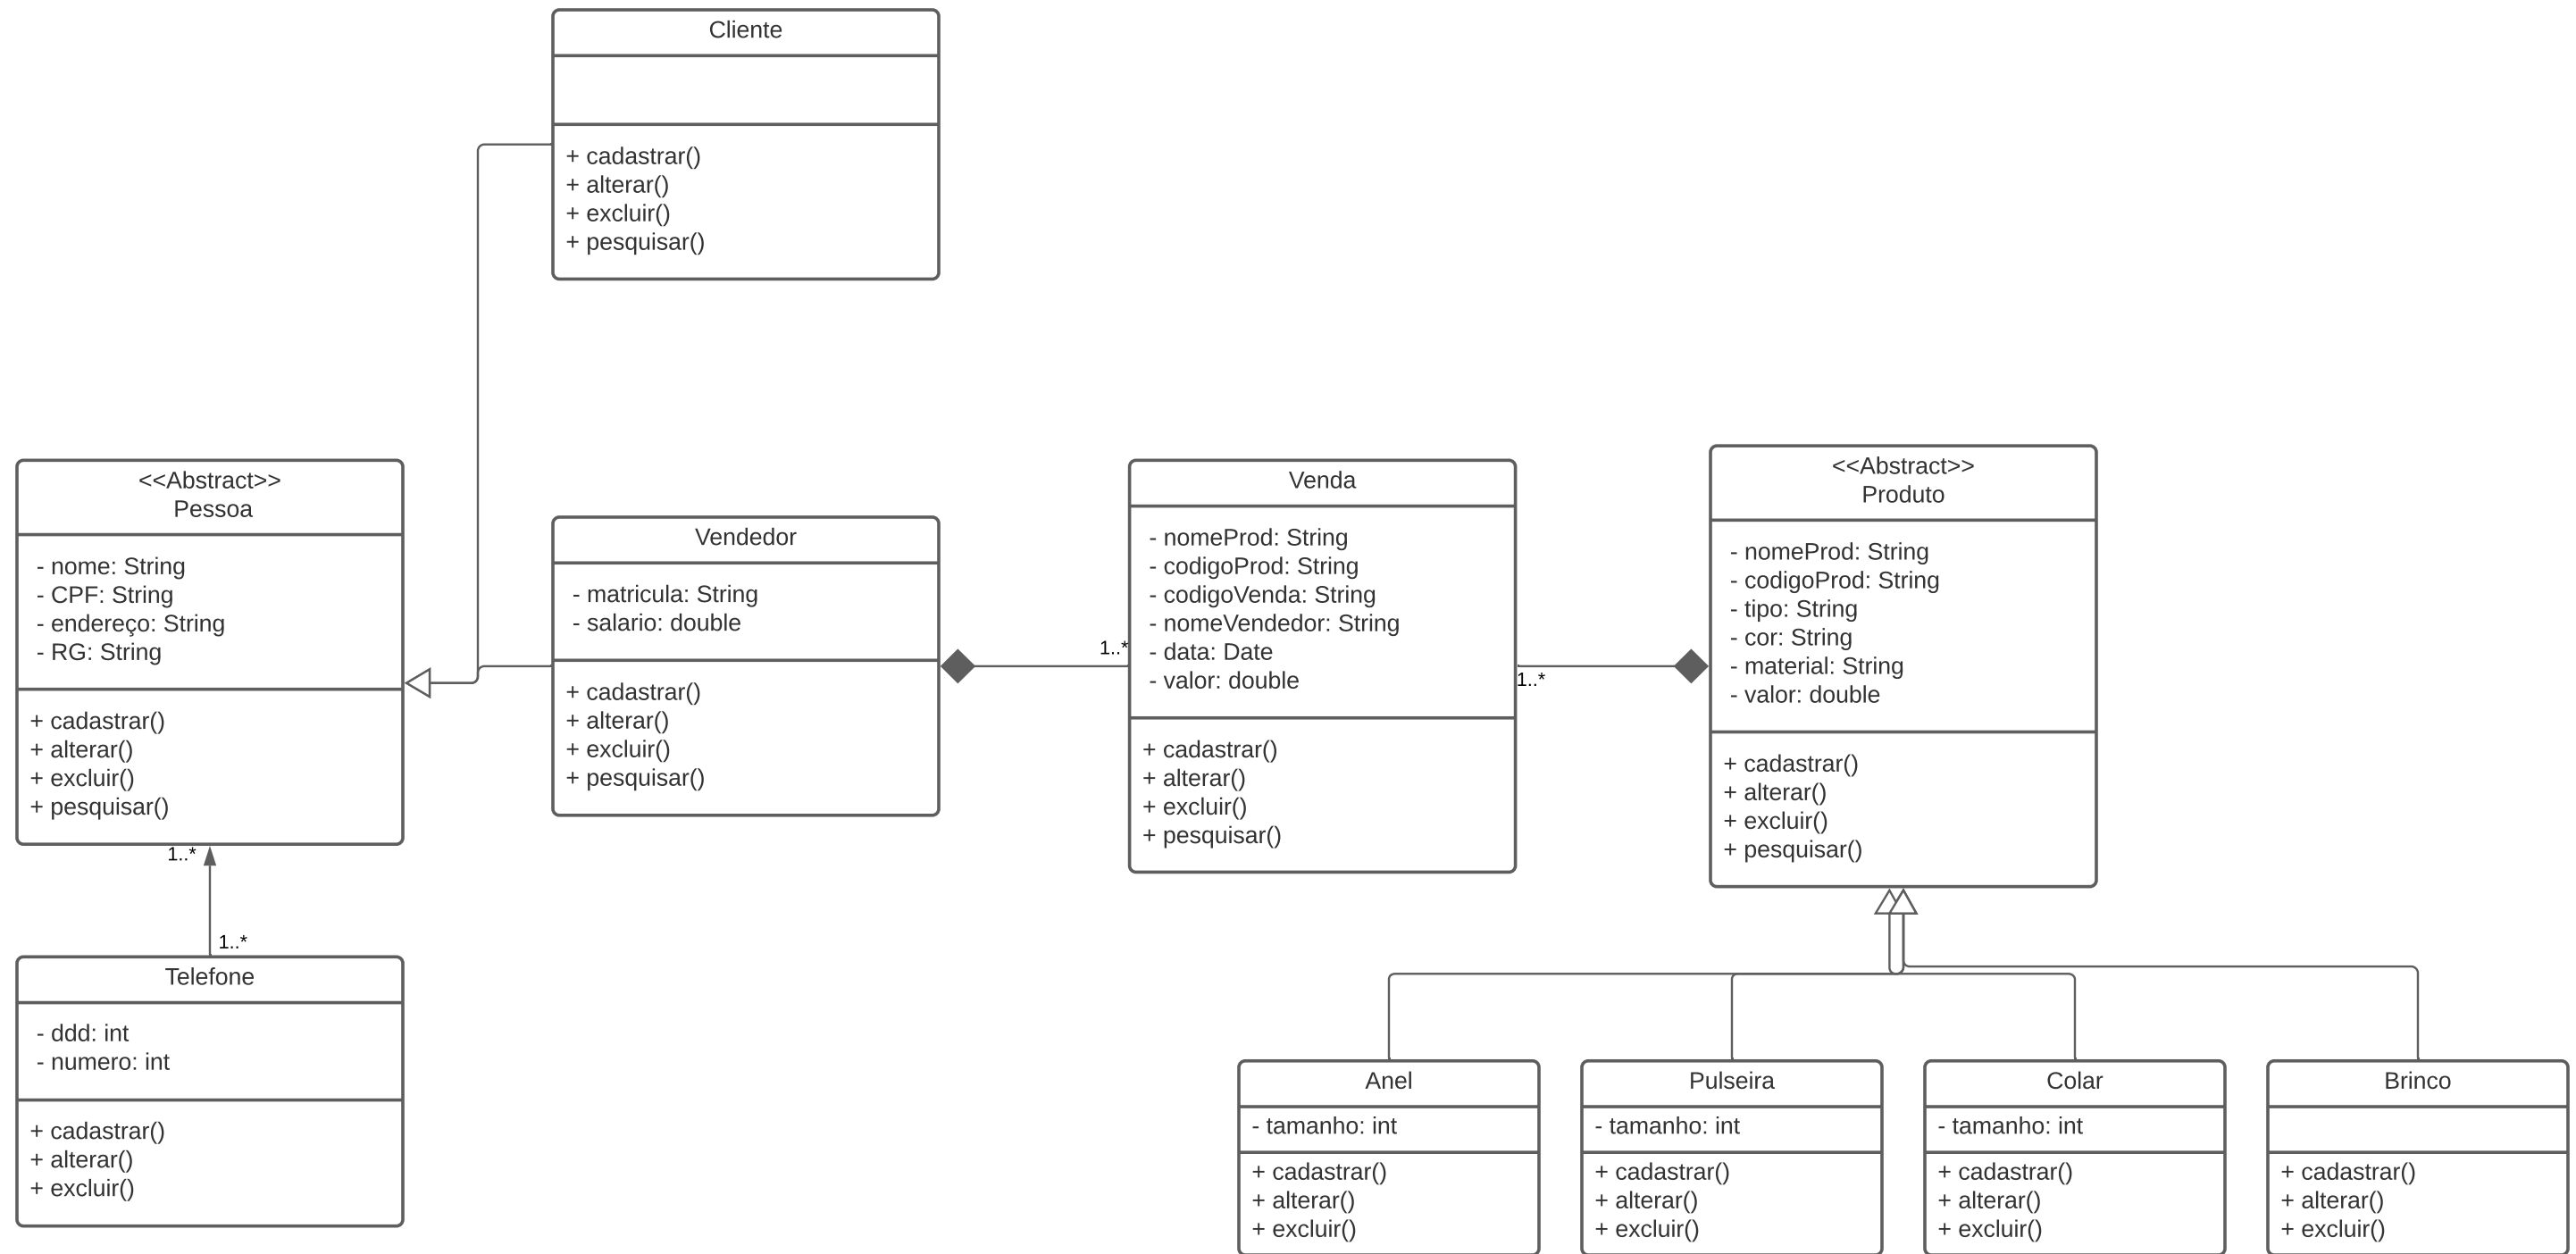 Cliente
+ cadastrar()
+ alterar()
+ excluir()
+ pesquisar()
<<Abstract>>
Pessoa
- nome: String
- CPF: String
- endereço: String
- RG: String
+ cadastrar()
+ alterar()
+ excluir()
+ pesquisar()
1..*
1..*
Telefone
- ddd: int
- numero: int
+ cadastrar()
+ alterar()
+ excluir()
Vendedor
- matricula: String
- salario: double
+ cadastrar()
+ alterar()
+ excluir()
+ pesquisar()
1..*
Venda
- nomeProd: String
- codigoProd: String
- codigoVenda: String
- nomeVendedor: String
- data: Date
- valor: double
+ cadastrar()
+ alterar()
+ excluir()
+ pesquisar()
1..*
<<Abstract>>
Produto
- nomeProd: String
- codigoProd: String
- tipo: String
- cor: String
- material: String
- valor: double
+ cadastrar()
+ alterar()
+ excluir()
+ pesquisar()
Anel
- tamanho: int
+ cadastrar()
+ alterar()
+ excluir()
Pulseira
- tamanho: int
+ cadastrar()
+ alterar()
+ excluir()
Colar
- tamanho: int
+ cadastrar()
+ alterar()
+ excluir()
Brinco
+ cadastrar()
+ alterar()
+ excluir()